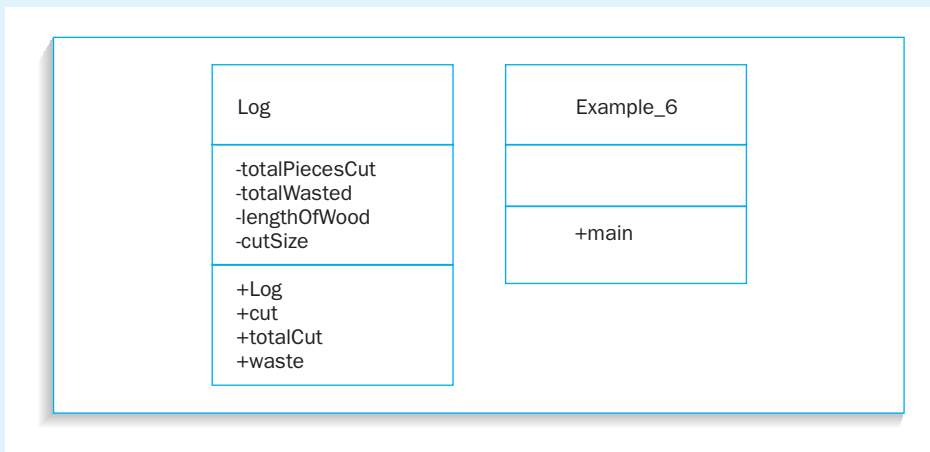 Log
-totalPiecesCut
-totalWasted
-lengthOfWood
-cutSize
+Log
+cut
+totalCut
+waste
Example_6
+main